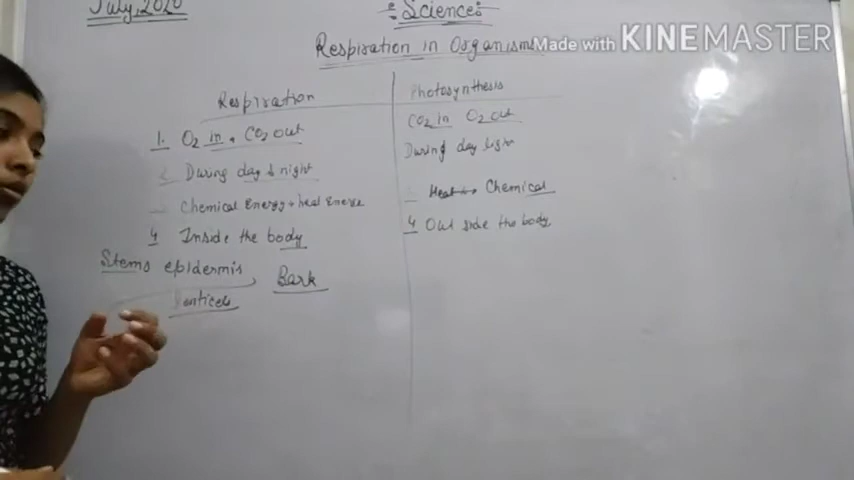 July, 2020
Science
Respiration in Organism
Made with KINEMASTER
Respiration
1. O2 in, CO2 out
During day & night
Chemical Energy → heat Energy
4 Inside the body
Stems epidermis
Bark
Lenticels
Photosynthesis
CO2 in O2 out
During day light
Heat → Chemical
4 Out side the body